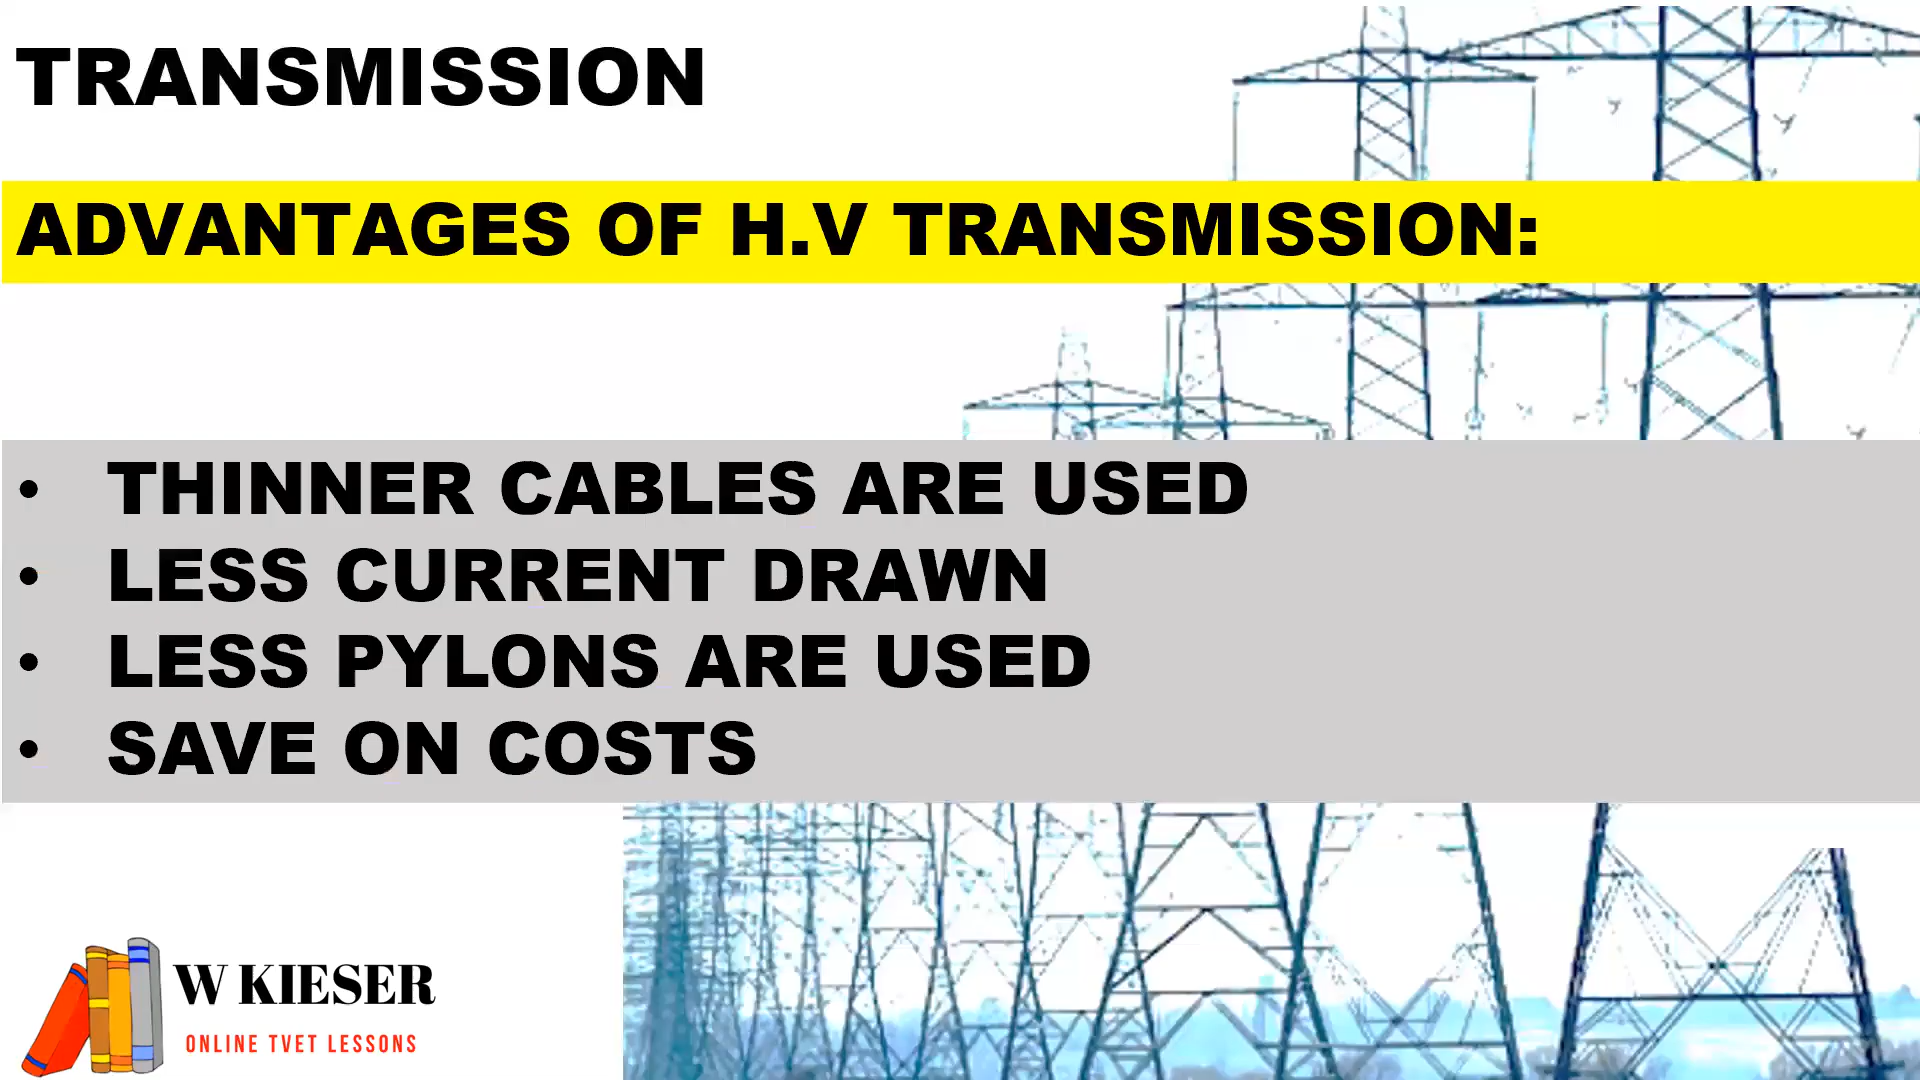 TRANSMISSION
ADVANTAGES OF H.V TRANSMISSION:
• THINNER CABLES ARE USED
• LESS CURRENT DRAWN
• LESS PYLONS ARE USED
• SAVE ON COSTS
W KIESER
ONLINE TVET LESSONS